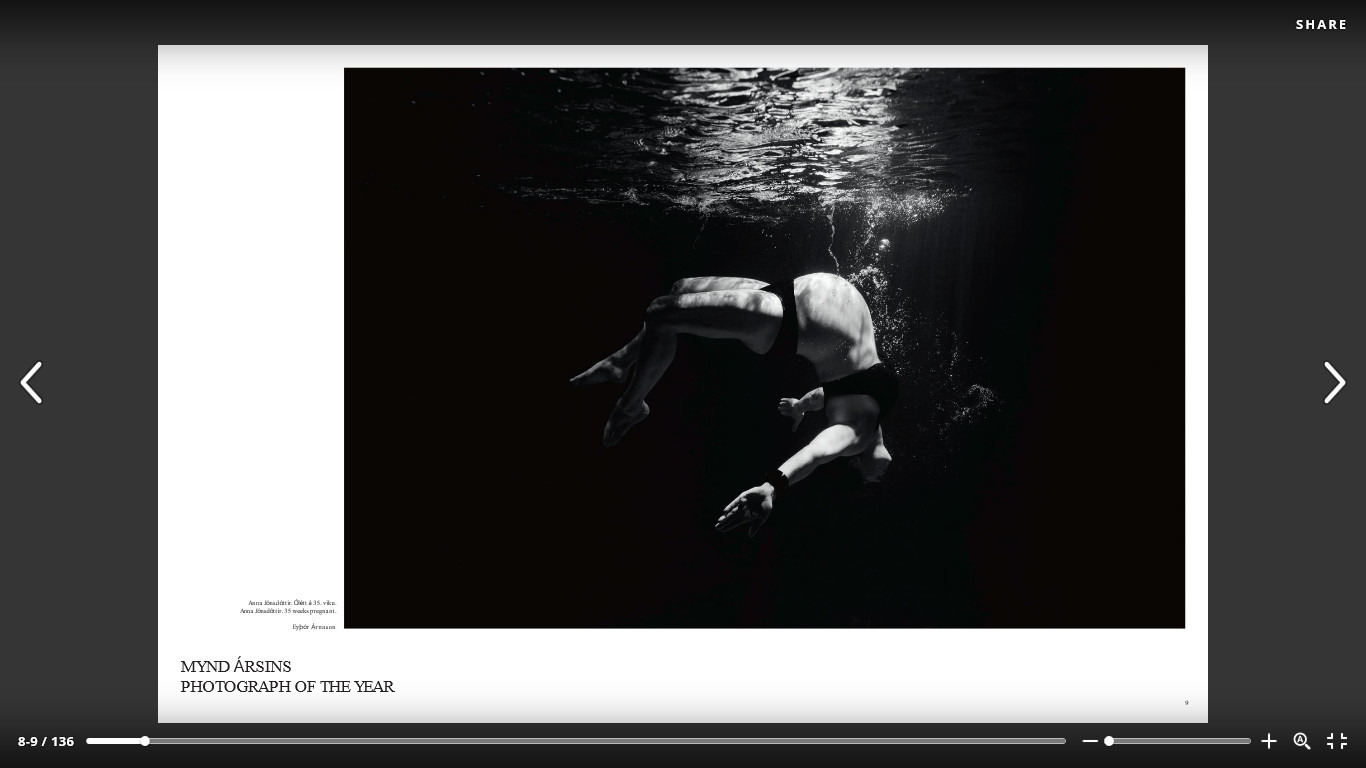 SHARE
Anna Jónsdóttir. Ólétt á 35. viku.
Anna Jónsdóttir. 35 weeks pregnant.
Eyþór Árnason
MYND ÁRSINS
PHOTOGRAPH OF THE YEAR
9
8-9 / 136